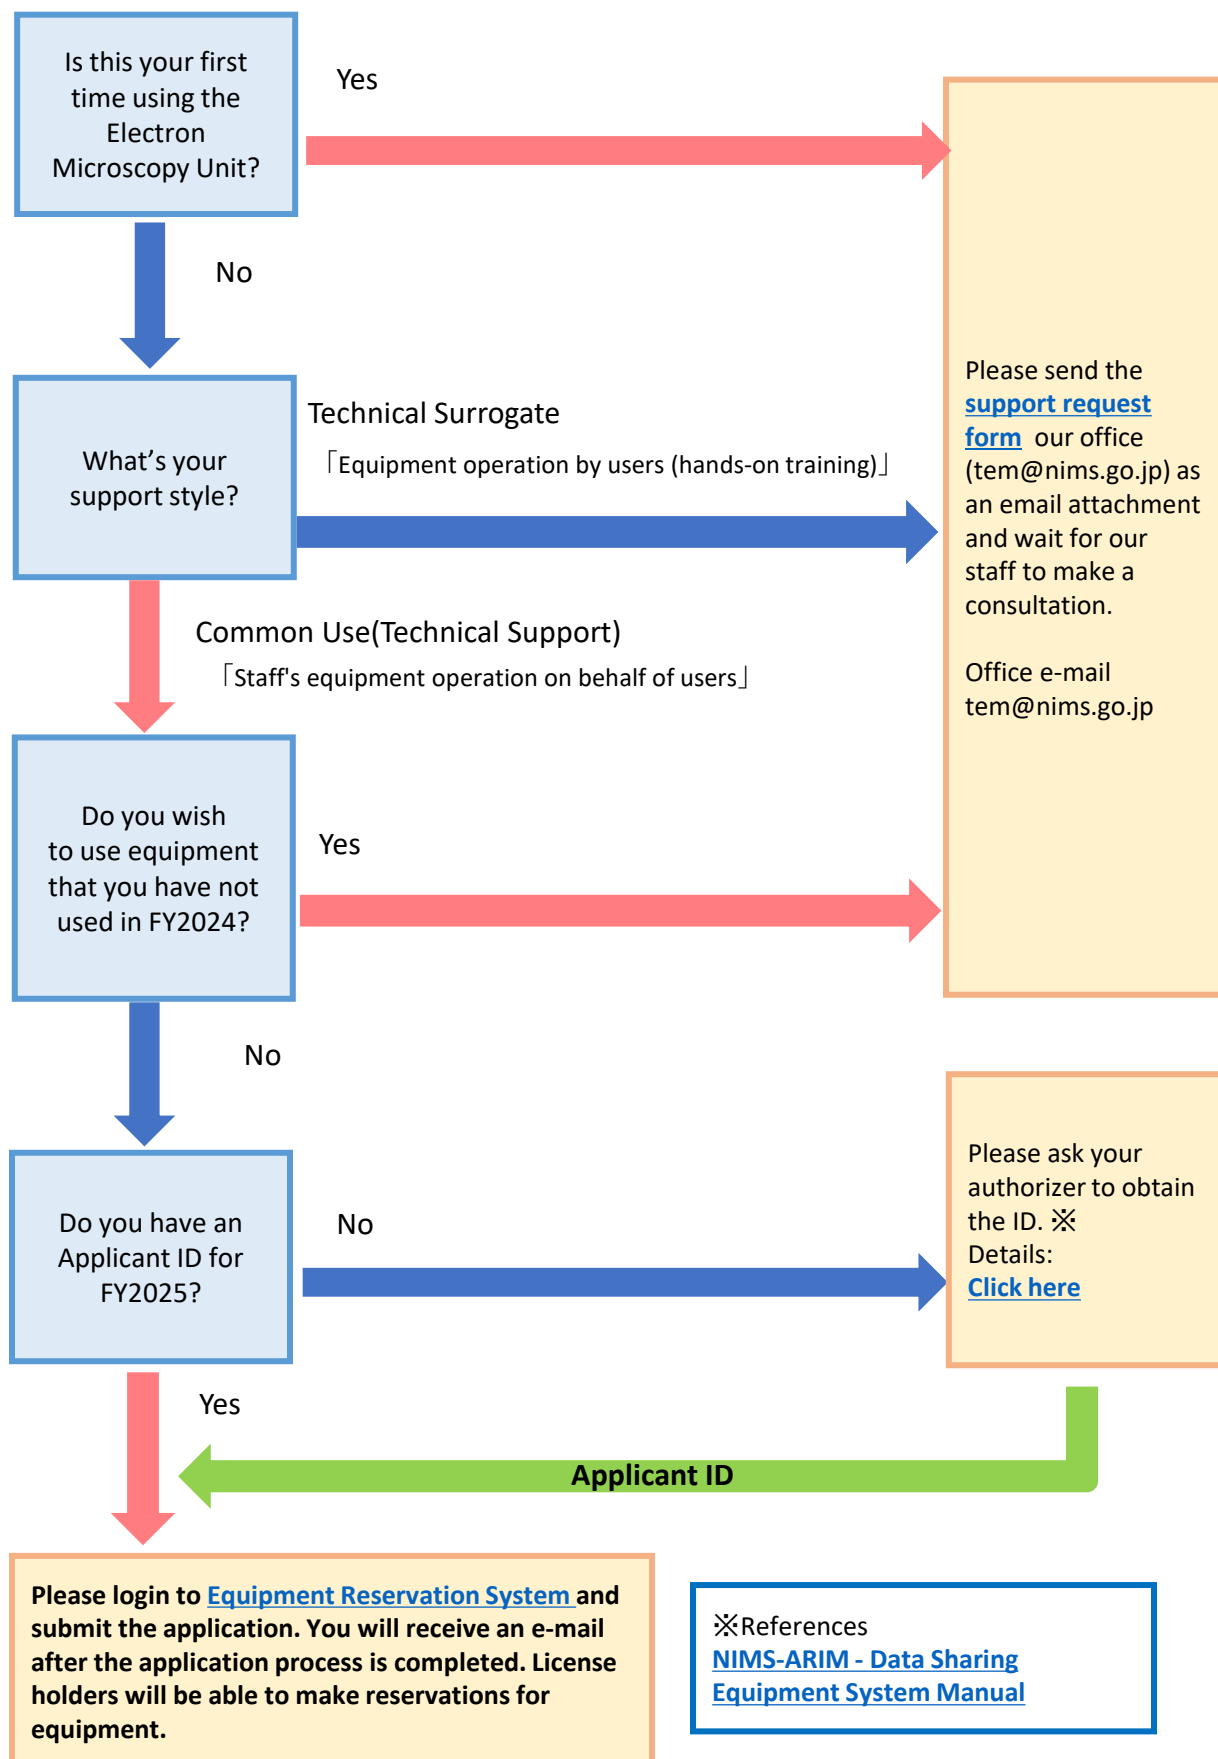 Is this your first
time using the
Electron
Microscopy Unit?
Yes
No
What’s your
support style?
Technical Surrogate
「Equipment operation by users (hands-on training)」
Common Use(Technical Support)
「Staff's equipment operation on behalf of users」
Please send the
support request
form  our office
(tem@nims.go.jp) as
an email attachment
and wait for our
staff to make a
consultation.
Office e-mail
tem@nims.go.jp
Do you wish
to use equipment
that you have not
used in FY2024?
Yes
No
Do you have an
Applicant ID for
FY2025?
No
Please ask your
authorizer to obtain
the ID. ※
Details:
Click here
Yes
Applicant ID
Please login to Equipment Reservation System and
submit the application. You will receive an e-mail
after the application process is completed. License
holders will be able to make reservations for
equipment.
※References
NIMS-ARIM - Data Sharing
Equipment System Manual